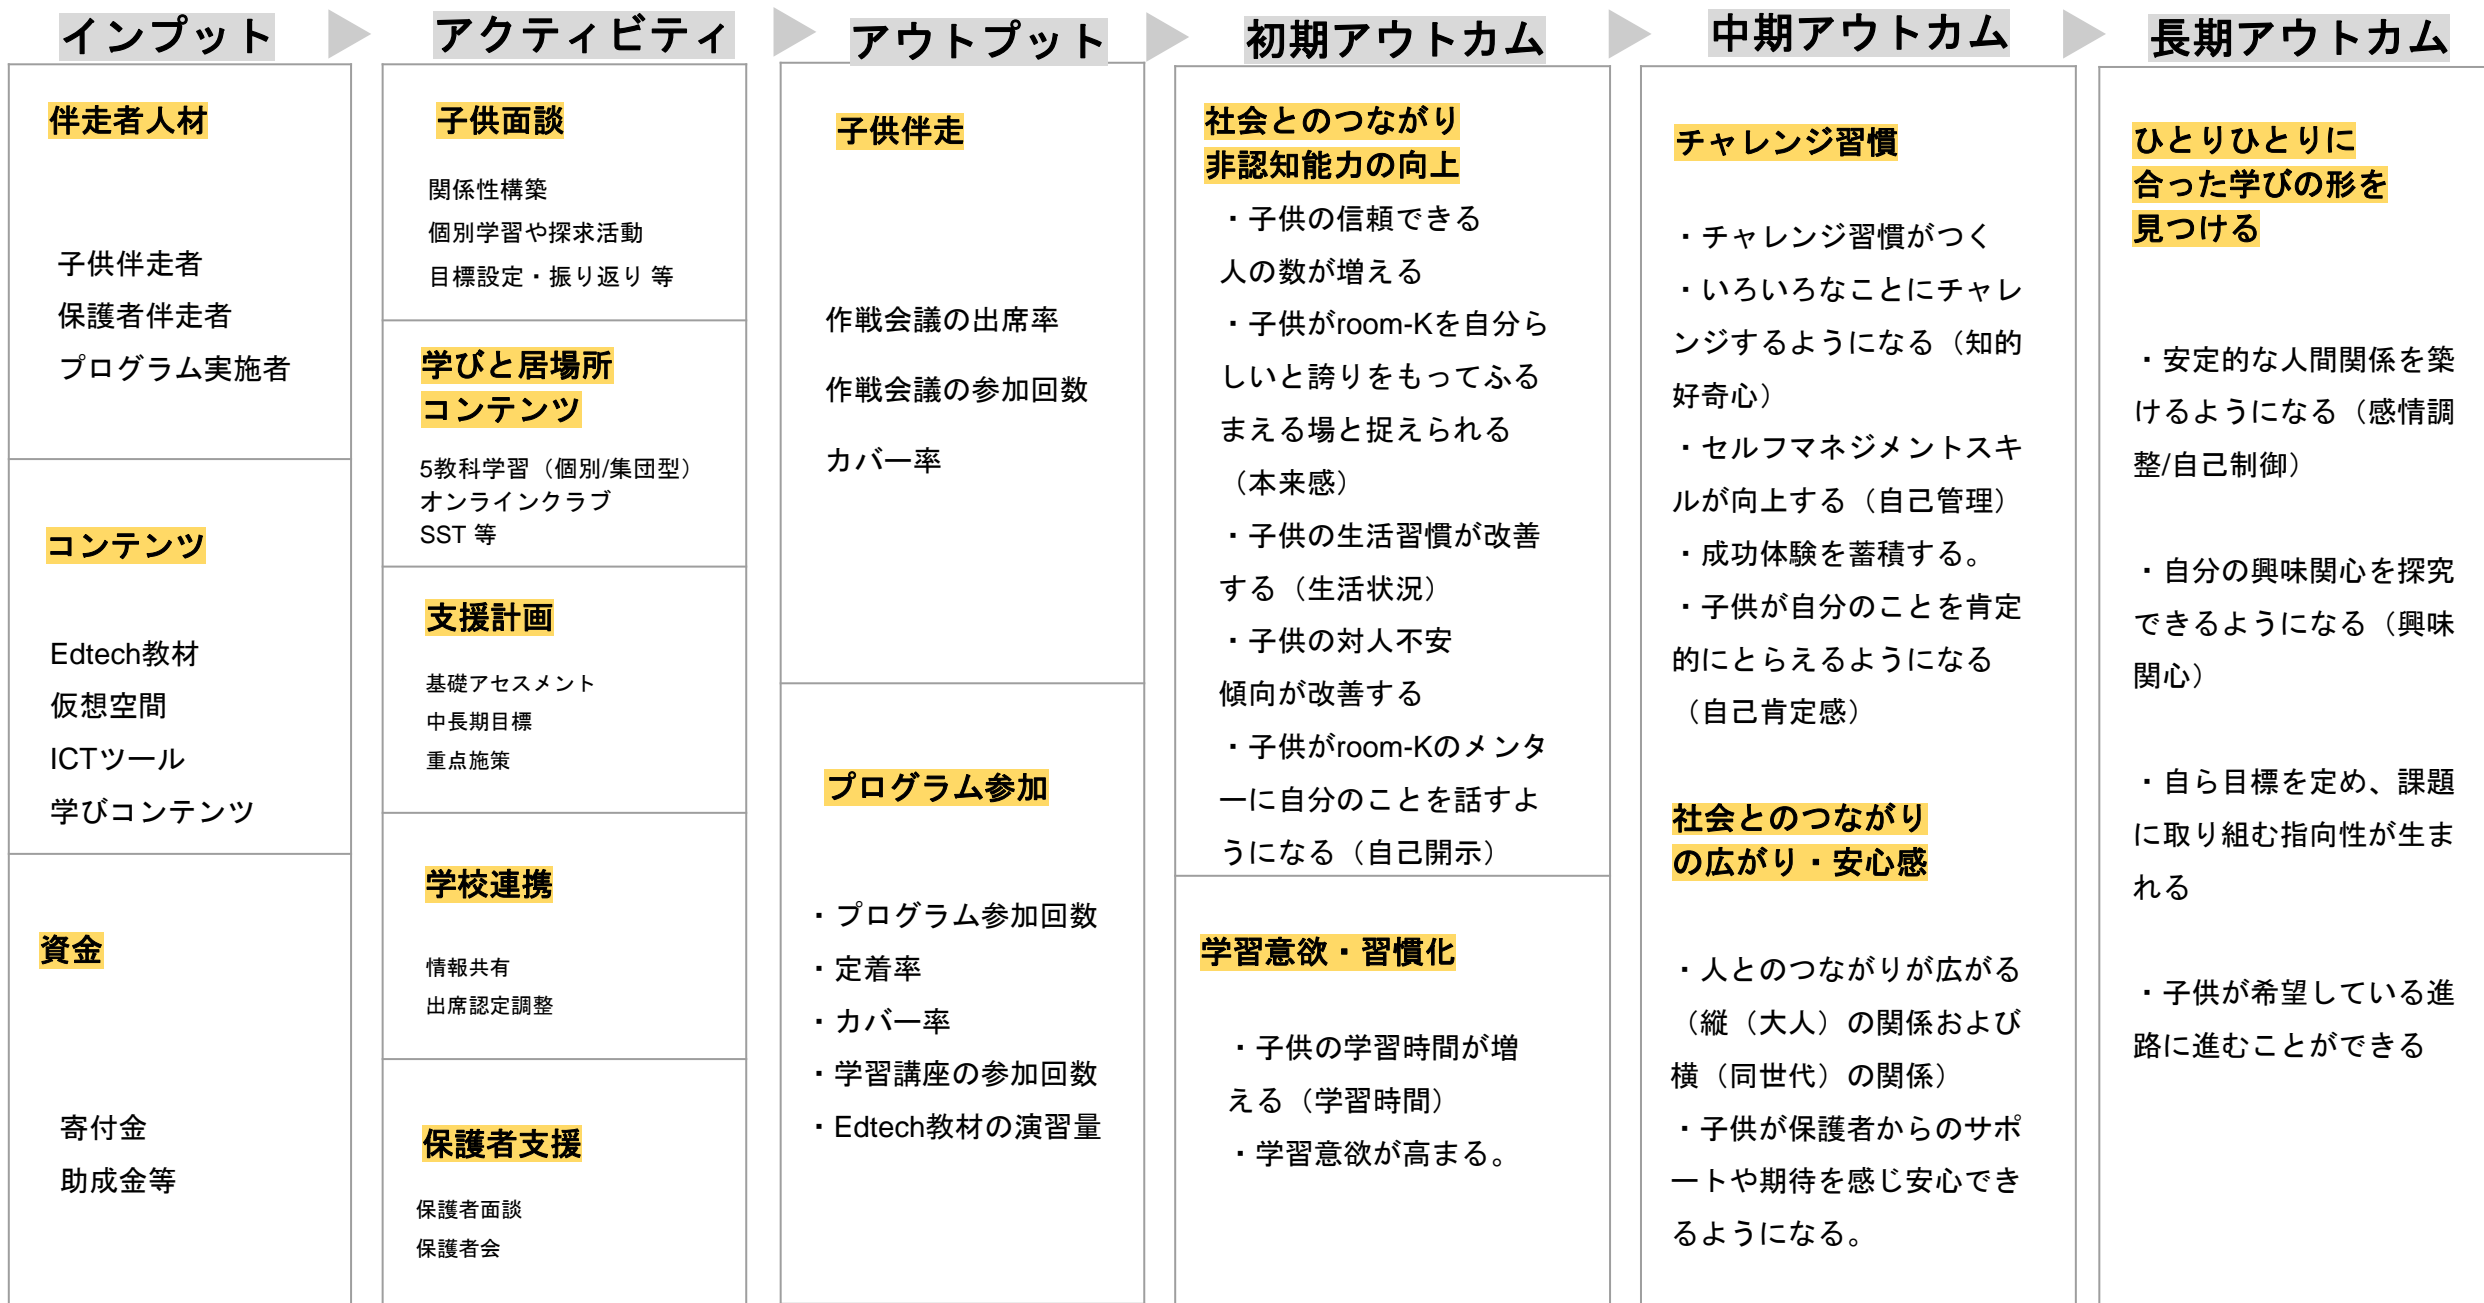 インプット
伴走者人材
子供伴走者
保護者伴走者
プログラム実施者
コンテンツ
Edtech教材
仮想空間
ICTツール
学びコンテンツ
資金
寄付金
助成金等
アクティビティ
子供面談
関係性構築
個別学習や探求活動
目標設定・振り返り 等
学びと居場所
コンテンツ
5教科学習（個別/集団型）
オンラインクラブ
SST 等
支援計画
基礎アセスメント
中長期目標
重点施策
学校連携
情報共有
出席認定調整
保護者支援
保護者面談
保護者会
アウトプット
子供伴走
作戦会議の出席率
作戦会議の参加回数
カバー率
プログラム参加
・プログラム参加回数
・定着率
・カバー率
・学習講座の参加回数
・Edtech教材の演習量
初期アウトカム
社会とのつながり
非認知能力の向上
・子供の信頼できる
人の数が増える
・子供がroom-Kを自分ら
しいと誇りをもってふる
まえる場と捉えられる
（本来感）
・子供の生活習慣が改善
する（生活状況）
・子供の対人不安
傾向が改善する
・子供がroom-Kのメンタ
ーに自分のことを話すよ
うになる（自己開示）
学習意欲・習慣化
・子供の学習時間が増
える（学習時間）
・学習意欲が高まる。
中期アウトカム
チャレンジ習慣
・チャレンジ習慣がつく
・いろいろなことにチャレ
ンジするようになる（知的
好奇心）
・セルフマネジメントスキ
ルが向上する（自己管理）
・成功体験を蓄積する。
・子供が自分のことを肯定
的にとらえるようになる
（自己肯定感）
社会とのつながり
の広がり・安心感
・人とのつながりが広がる
（縦（大人）の関係および
横（同世代）の関係）
・子供が保護者からのサポ
ートや期待を感じ安心でき
るようになる。
長期アウトカム
ひとりひとりに
合った学びの形を
見つける
・安定的な人間関係を築
けるようになる（感情調
整/自己制御）
・自分の興味関心を探究
できるようになる（興味
関心）
・自ら目標を定め、課題
に取り組む指向性が生ま
れる
・子供が希望している進
路に進むことができる